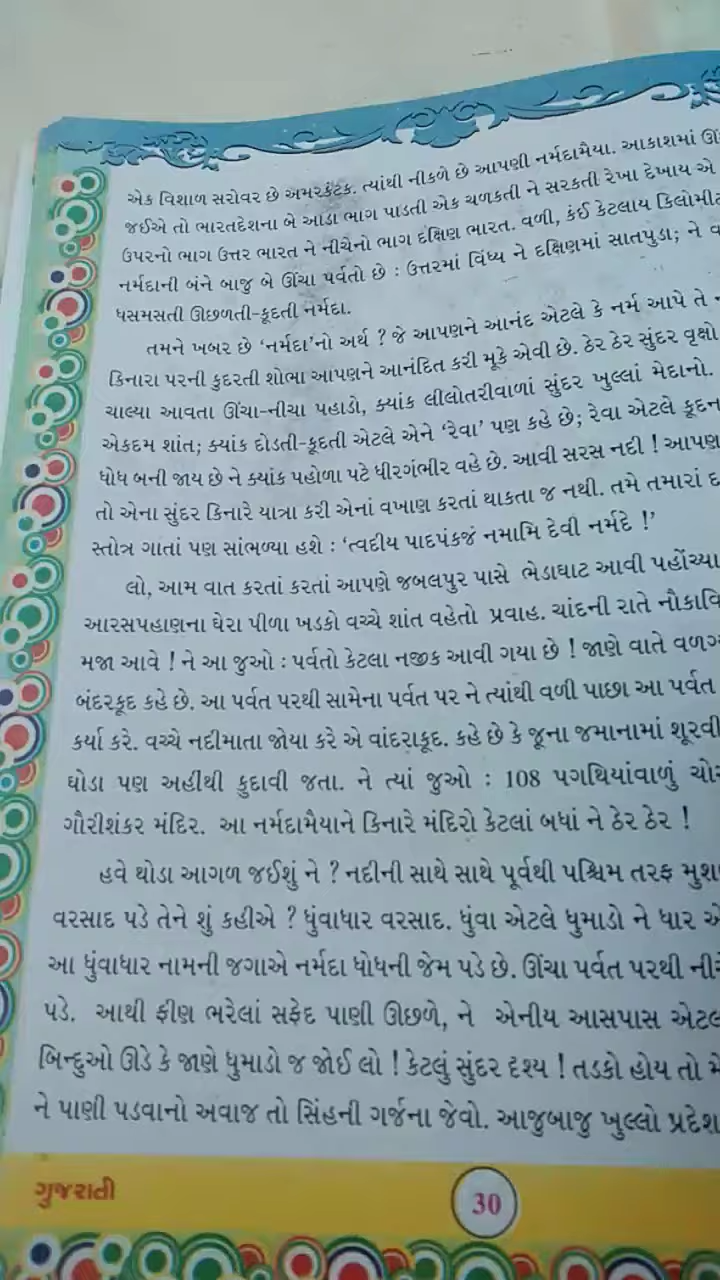 એક વિશાળ સરોવર છે અમરકંટક. ત્યાંથી નીકળે છે આપણી નર્મદામૈયા. આકાશમાં
જઈએ તો ભારતદેશના બે આડા ભાગ પાડતી એક ચળકતી ને સરકતી રેખા દેખાય એ
ઉપરનો ભાગ ઉત્તર ભારત ને નીચેનો ભાગ દક્ષિણ ભારત. વળી, કંઈ કેટલાય
નર્મદાની બંને બાજુ બે ઊંચા પર્વતો છે : ઉત્તરમાં વિંધ્ય ને દક્ષિણમાં સાતપુડા; ને
ધસમસતી ઊછળતી-કૂદતી નર્મદા.
તમને ખબર છે ‘નર્મદા’નો અર્થ ? જે આપણને આનંદ એટલે કે નર્મ આપે તે
કિનારા પરની કુદરતી શોભા આપણને આનંદિત કરી મૂકે એવી છે. ઠેર ઠેર સુંદર વૃક્ષો
ચાલ્યા આવતા ઊંચા-નીચા પહાડો, ક્યાંક લીલોતરીવાળાં સુંદર ખુલ્લાં મેદાનો.
એકદમ શાંત; ક્યાંક દોડતી-કૂદતી એટલે એને ‘રેવા’ પણ કહે છે; રેવા એટલે
ધોધ બની જાય છે ને ક્યાંક પહોળા પટે ધીરગંભીર વહે છે. આવી સરસ નદી ! આપણ
તો એના સુંદર કિનારે યાત્રા કરી એનાં વખાણ કરતાં થાકતા જ નથી. તમે તમારાં
સ્તોત્ર ગાતાં પણ સાંભળ્યા હશે : ‘ત્વદીય પાદપંકજં નમામિ દેવી નર્મદે !’
લો, આમ વાત કરતાં કરતાં આપણે જબલપુર પાસે ભેડાઘાટ આવી પહોંચ્યા
આરસપહાણના ઘેરા પીળા ખડકો વચ્ચે શાંત વહેતો પ્રવાહ. ચાંદની રાતે
મજા આવે ! ને આ જુઓ : પર્વતો કેટલા નજીક આવી ગયા છે ! જાણે વાતે
બંદરકૂદ કહે છે. આ પર્વત પરથી સામેના પર્વત પર ને ત્યાંથી વળી પાછા આ પર્વત
કર્યા કરે. વચ્ચે નદીમાતા જોયા કરે એ વાંદરાકૂદ. કહે છે કે જૂના જમાનામાં
ઘોડા પણ અહીંથી કુદાવી જતા. ને ત્યાં જુઓ : 108 પગથિયાંવાળું
ગૌરીશંકર મંદિર. આ નર્મદામૈયાને કિનારે મંદિરો કેટલાં બધાં ને ઠેર ઠેર !
હવે થોડા આગળ જઈશું ને ? નદીની સાથે સાથે પૂર્વથી પશ્ચિમ તરફ
વરસાદ પડે તેને શું કહીએ ? ધુંવાધાર વરસાદ. ધુંવા એટલે ધુમાડો ને ધાર
આ ધુંવાધાર નામની જગાએ નર્મદા ધોધની જેમ પડે છે. ઊંચા પર્વત પરથી
પડે. આથી ફીણ ભરેલાં સફેદ પાણી ઊછળે, ને એનીય આસપાસ
બિન્દુઓ ઊડે કે જાણે ધુમાડો જ જોઈ લો ! કેટલું સુંદર દૃશ્ય ! તડકો હોય તો
ને પાણી પડવાનો અવાજ તો સિંહની ગર્જના જેવો. આજુબાજુ ખુલ્લો પ્રદેશ
ગુજરાતી
30